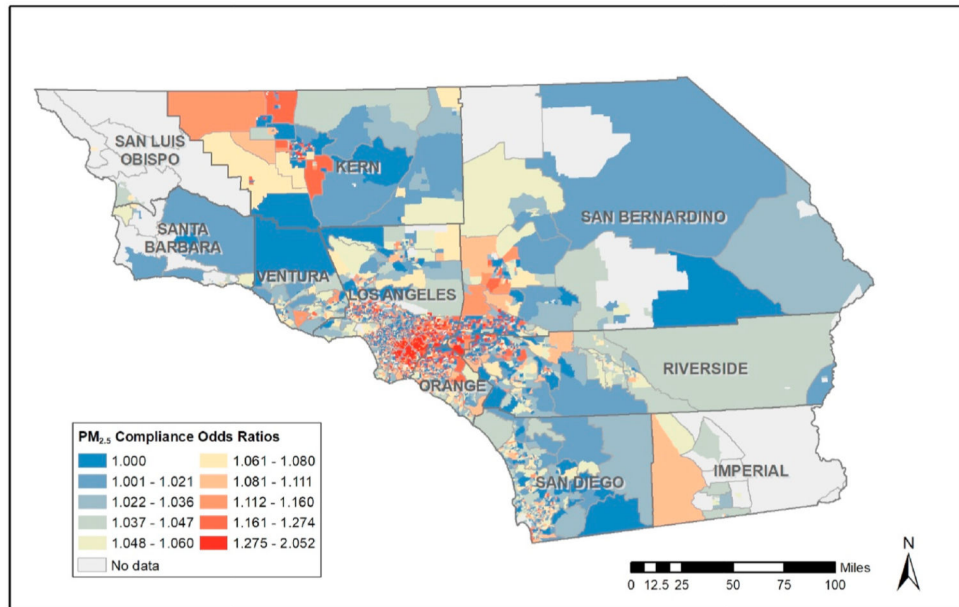 SAN LUIS
OBISPO
KERN
SAN BERNARDINO
SANTA
BARBARA
VENTURA
LOS ANGELES
RIVERSIDE
ORANGE
IMPERIAL
SAN DIEGO
PM2.5 Compliance Odds Ratios
1.000
1.001 - 1.021
1.022 - 1.036
1.037 - 1.047
1.048 - 1.060
No data
1.061 - 1.080
1.081 - 1.111
1.112 - 1.160
1.161 - 1.274
1.275 - 2.052
N
Miles
0 12.5 25 50 75 100